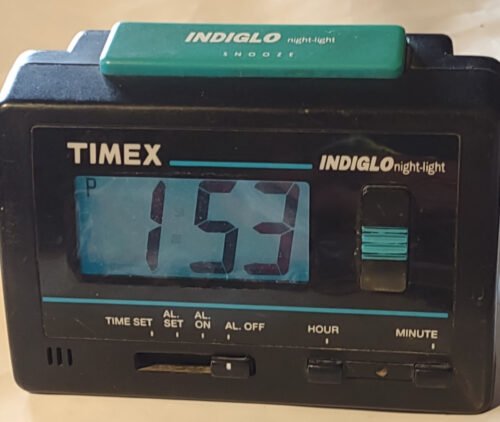 INDIGLO night-light
SNOOZE
TIMEX
INDIGLO night-light
P
1:53
TIME SET
AL. SET
AL. ON
AL. OFF
HOUR
MINUTE